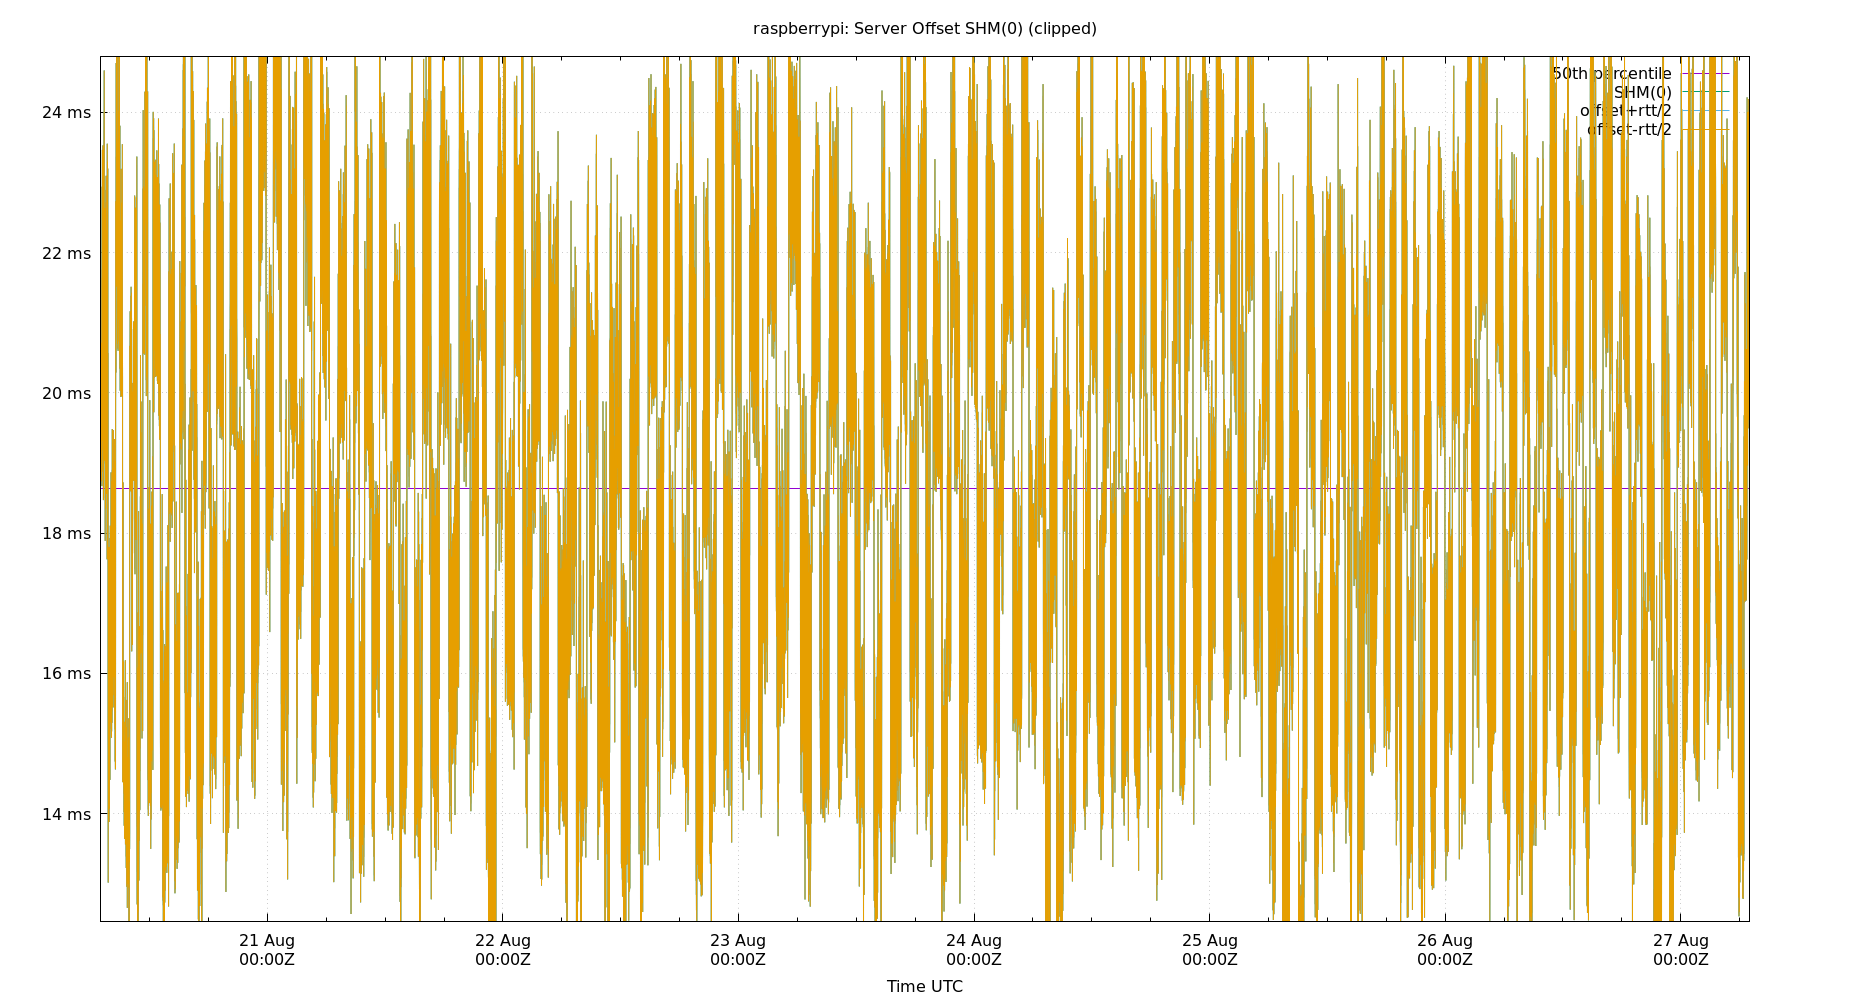 raspberrypi: Server Offset SHM(0) (clipped)
50th percentile
SHM(0)
offset+rtt/2
offset-rtt/2
24 ms
22 ms
20 ms
18 ms
16 ms
14 ms
21 Aug 22 Aug 23 Aug 24 Aug 25 Aug 26 Aug 27 Aug
00:00Z 00:00Z 00:00Z 00:00Z 00:00Z 00:00Z 00:00Z
Time UTC